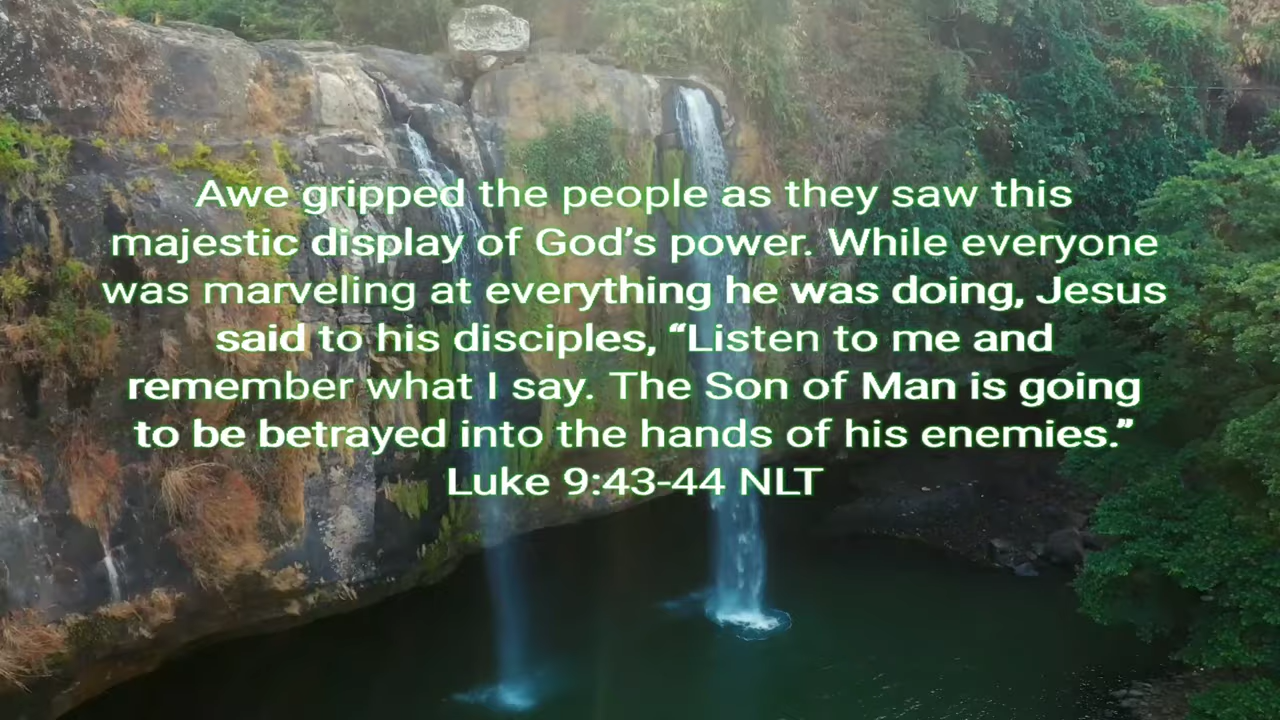 Awe gripped the people as they saw this
majestic display of God’s power. While everyone
was marveling at everything he was doing, Jesus
said to his disciples, “Listen to me and
remember what I say. The Son of Man is going
to be betrayed into the hands of his enemies.”
Luke 9:43-44 NLT